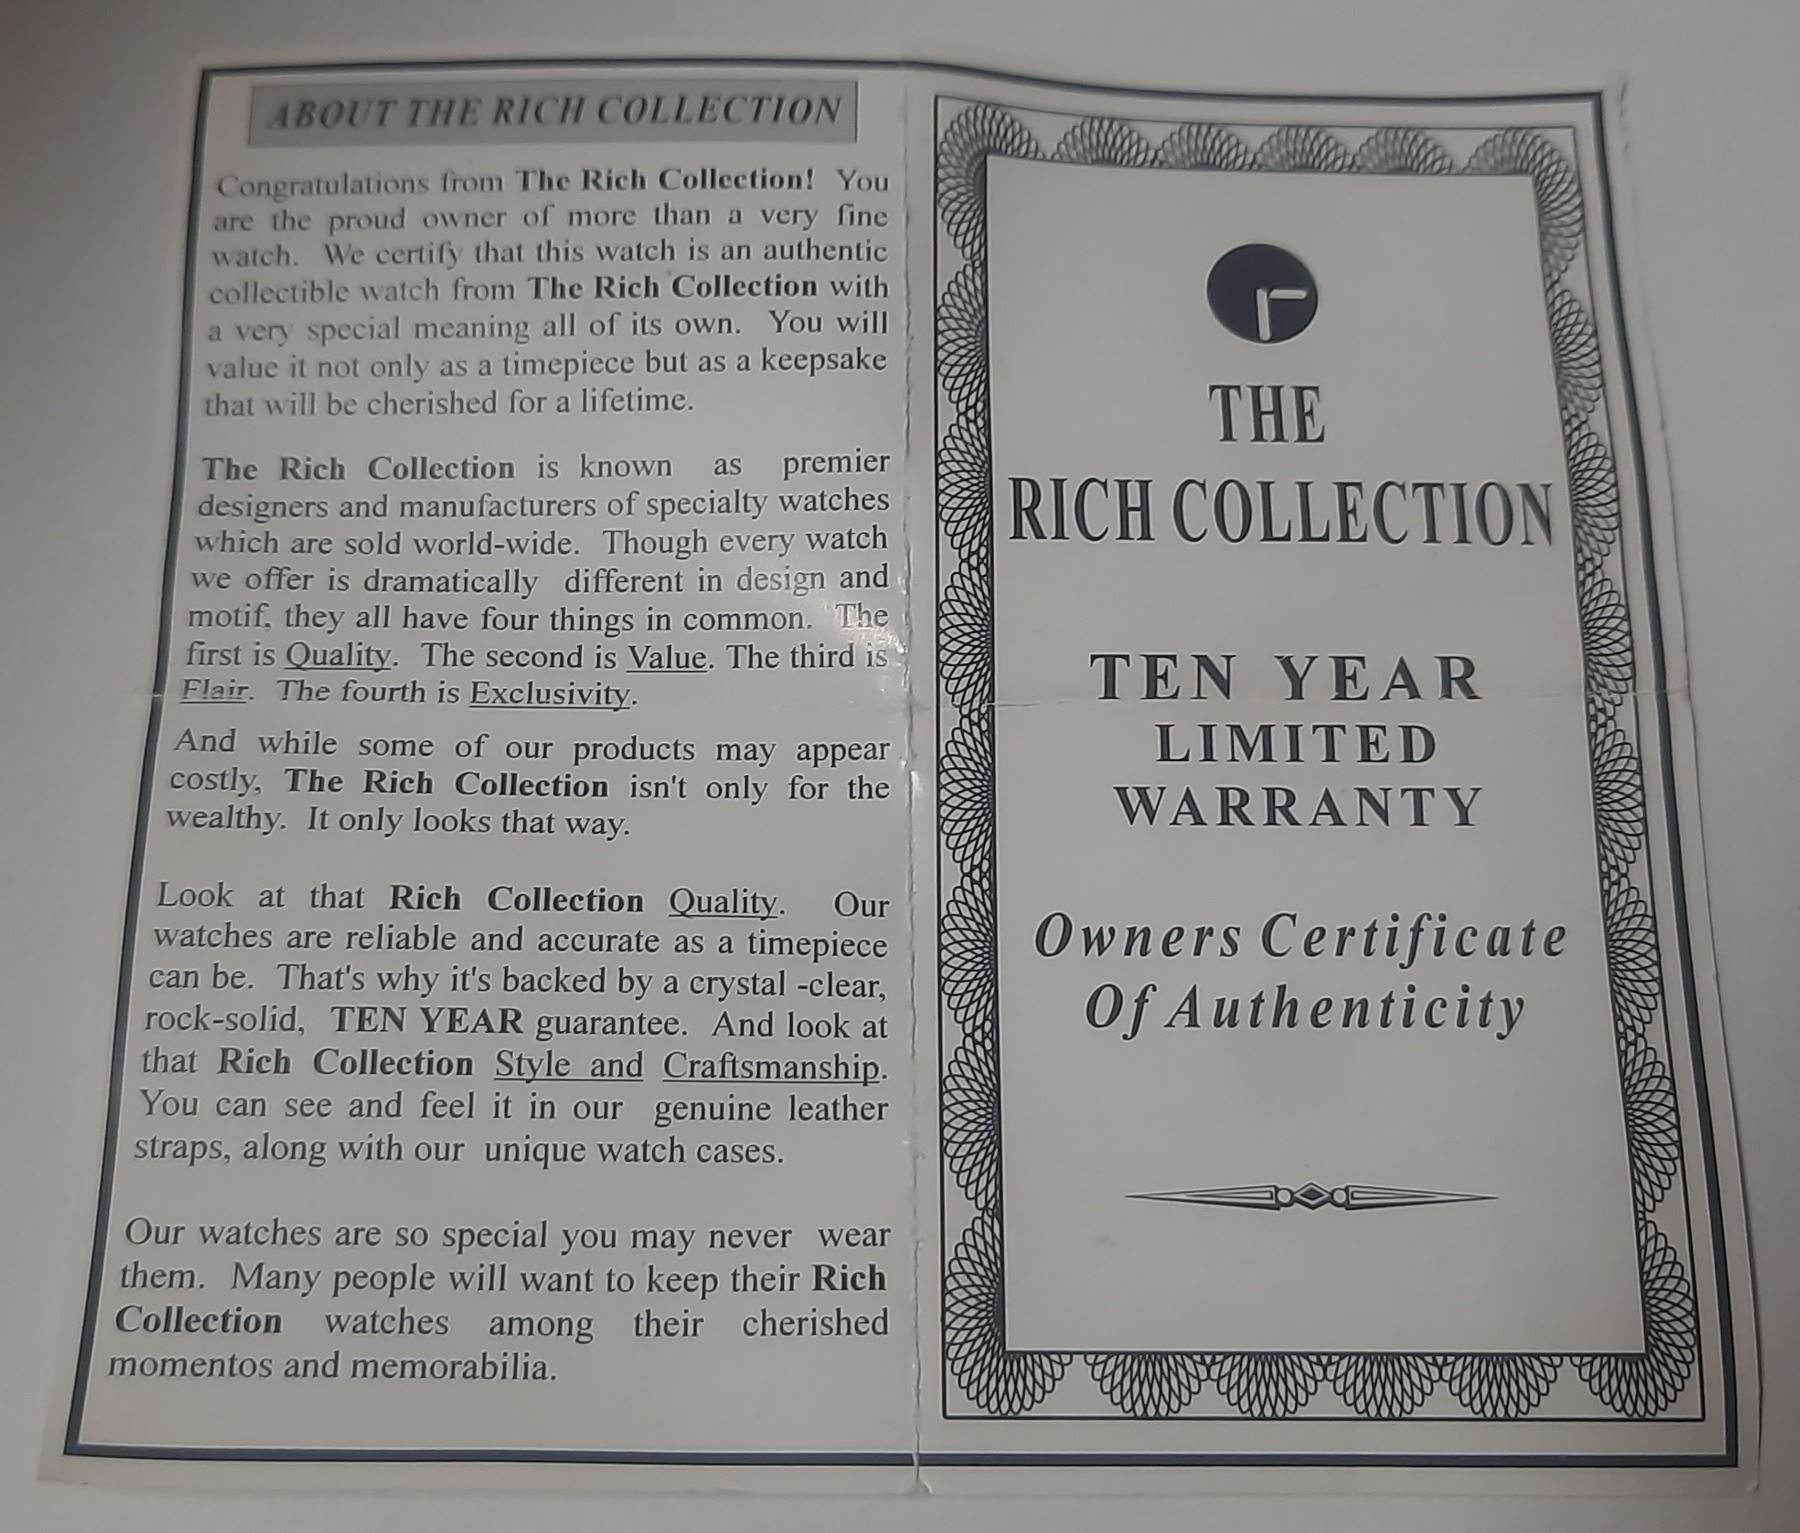 ABOUT THE RICH COLLECTION
Congratulations from The Rich Collection! You
are the proud owner of more than a very fine
watch. We certify that this watch is an authentic
collectible watch from The Rich Collection with
a very special meaning all of its own. You will
value it not only as a timepiece but as a keepsake
that will be cherished for a lifetime.
The Rich Collection is known as premier
designers and manufacturers of specialty watches
which are sold world-wide. Though every watch
we offer is dramatically different in design and
motif, they all have four things in common. The
first is Quality. The second is Value. The third is
Flair. The fourth is Exclusivity.
And while some of our products may appear
costly, The Rich Collection isn't only for the
wealthy. It only looks that way.
Look at that Rich Collection Quality. Our
watches are reliable and accurate as a timepiece
can be. That's why it's backed by a crystal -clear,
rock-solid, TEN YEAR guarantee. And look at
that Rich Collection Style and Craftsmanship.
You can see and feel it in our genuine leather
straps, along with our unique watch cases.
Our watches are so special you may never wear
them. Many people will want to keep their Rich
Collection watches among their cherished
momentos and memorabilia.
THE
RICH COLLECTION
TEN YEAR
LIMITED
WARRANTY
Owners Certificate
Of Authenticity